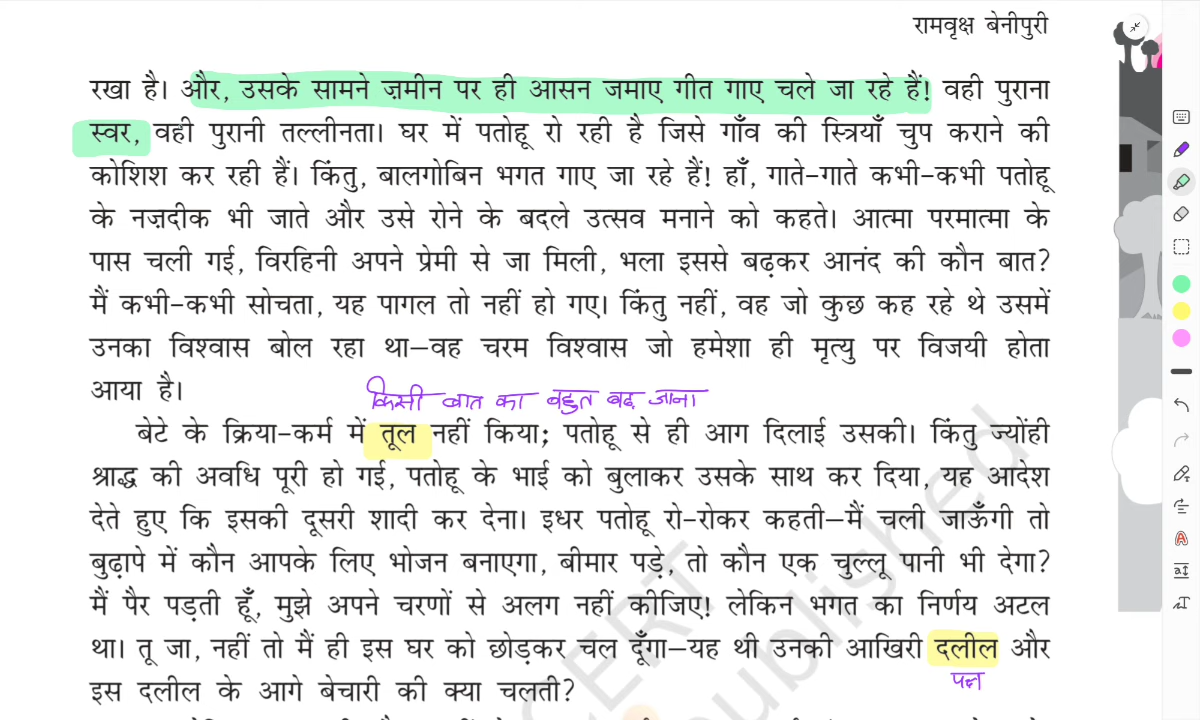 रामवृक्ष बेनीपुरी
रखा है। और, उसके सामने ज़मीन पर ही आसन जमाए गीत गाए चले जा रहे हैं! वही पुराना
स्वर, वही पुरानी तल्लीनता। घर में पतोहू रो रही है जिसे गाँव की स्त्रियाँ चुप कराने की
कोशिश कर रही हैं। किंतु, बालगोबिन भगत गाए जा रहे हैं! हाँ, गाते-गाते कभी-कभी पतोहू
के नज़दीक भी जाते और उसे रोने के बदले उत्सव मनाने को कहते। आत्मा परमात्मा के
पास चली गई, विरहिनी अपने प्रेमी से जा मिली, भला इससे बढ़कर आनंद की कौन बात?
मैं कभी-कभी सोचता, यह पागल तो नहीं हो गए। किंतु नहीं, वह जो कुछ कह रहे थे उसमें
उनका विश्वास बोल रहा था—वह चरम विश्वास जो हमेशा ही मृत्यु पर विजयी होता
आया है।
किसी बात का बहुत बढ़ जाना
बेटे के क्रिया-कर्म में तूल नहीं किया; पतोहू से ही आग दिलाई उसकी। किंतु ज्योंही
श्राद्ध की अवधि पूरी हो गई, पतोहू के भाई को बुलाकर उसके साथ कर दिया, यह आदेश
देते हुए कि इसकी दूसरी शादी कर देना। इधर पतोहू रो-रोकर कहती—मैं चली जाऊँगी तो
बुढ़ापे में कौन आपके लिए भोजन बनाएगा, बीमार पड़े, तो कौन एक चुल्लू पानी भी देगा?
मैं पैर पड़ती हूँ, मुझे अपने चरणों से अलग नहीं कीजिए! लेकिन भगत का निर्णय अटल
था। तू जा, नहीं तो मैं ही इस घर को छोड़कर चल दूँगा—यह थी उनकी आखिरी दलील और
इस दलील के आगे बेचारी की क्या चलती?